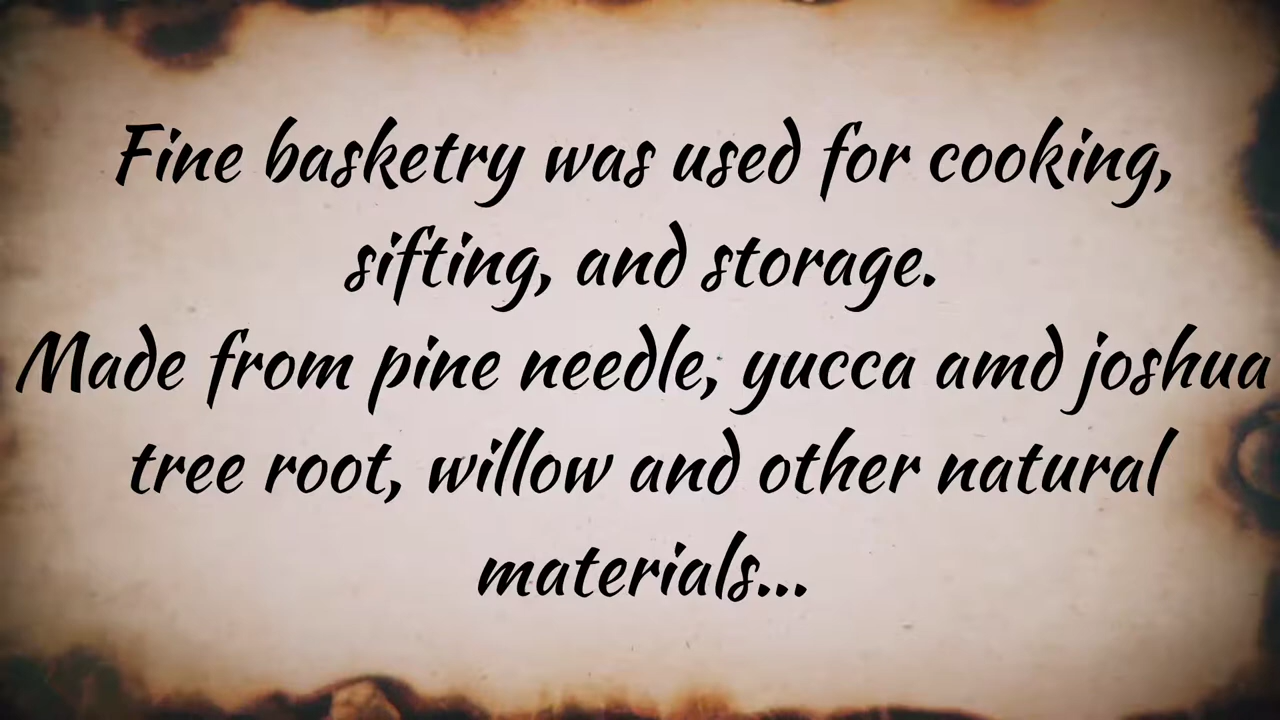 Fine basketry was used for cooking,
sifting, and storage.
Made from pine needle, yucca amd joshua
tree root, willow and other natural
materials...